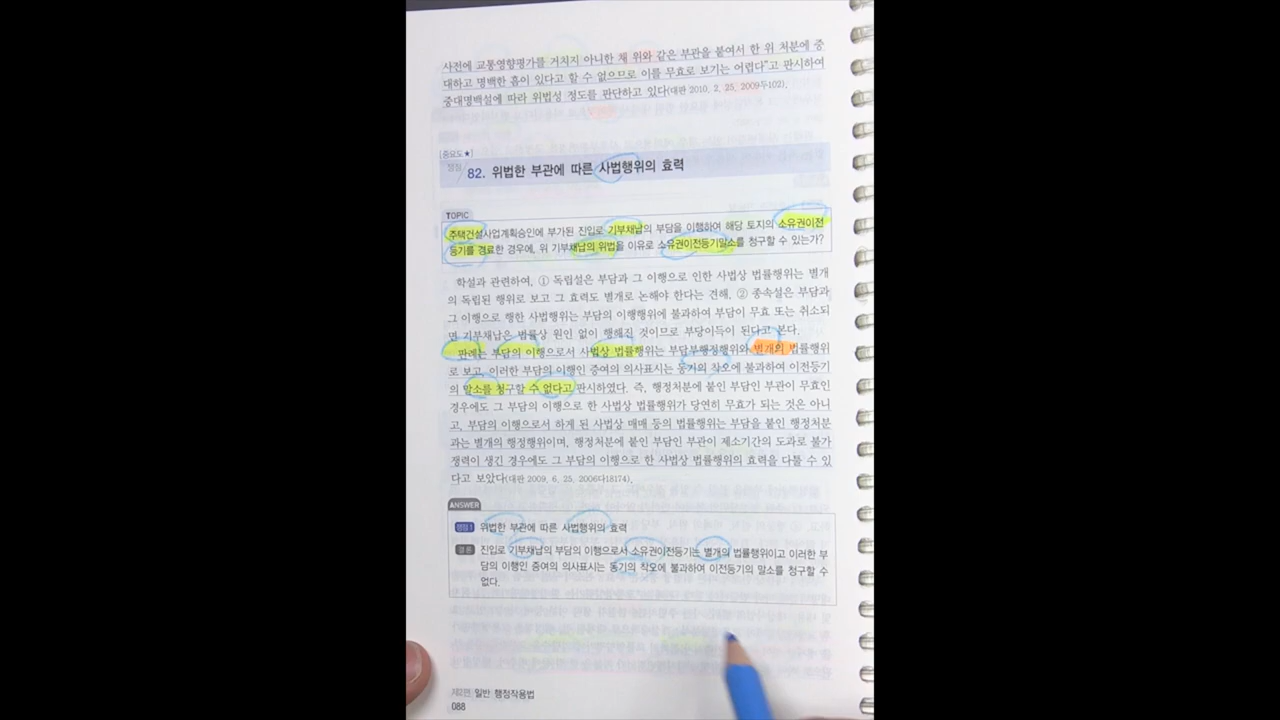 사전에 교통영향평가를 거치지 아니한 채 위와 같은 부관을 붙여서 한 위 처분에 중
대하고 명백한 흠이 있다고 할 수 없으므로 이를 무효로 보기는 어렵다”고 판시하여
중대명백설에 따라 위법성 정도를 판단하고 있다(대판 2010. 2. 25, 2009두102).
[중요도★]
쟁점/ 82. 위법한 부관에 따른 사법행위의 효력
TOPIC
주택건설사업계획승인에 부가된 진입로 기부채납의 부담을 이행하여 해당 토지의 소유권이전
등기를 경료한 경우에, 위 기부채납의 위법을 이유로 소유권이전등기말소를 청구할 수 있는가?
학설과 관련하여, ① 독립설은 부담과 그 이행으로 인한 사법상 법률행위는 별개
의 독립된 행위로 보고 그 효력도 별개로 논해야 한다는 견해, ② 종속설은 부담과
그 이행으로 행한 사법행위는 부담의 이행행위에 불과하여 부담이 무효 또는 취소되
면 기부채납은 법률상 원인 없이 행해진 것이므로 부당이득이 된다고 본다.
판례는 부담의 이행으로서 사법상 법률행위는 부담부행정행위와 별개의 법률행위
로 보고, 이러한 부담의 이행인 증여의 의사표시는 동기의 착오에 불과하여 이전등기
의 말소를 청구할 수 없다고 판시하였다. 즉, 행정처분에 붙인 부담인 부관이 무효인
경우에도 그 부담의 이행으로 한 사법상 법률행위가 당연히 무효가 되는 것은 아니
고, 부담의 이행으로서 하게 된 사법상 매매 등의 법률행위는 부담을 붙인 행정처분
과는 별개의 행정행위이며, 행정처분에 붙인 부담인 부관이 제소기간의 도과로 불가
쟁력이 생긴 경우에도 그 부담의 이행으로 한 사법상 법률행위의 효력을 다툴 수 있
다고 보았다(대판 2009. 6. 25, 2006다18174).
ANSWER
쟁점 1 위법한 부관에 따른 사법행위의 효력
결론 진입로 기부채납의 부담의 이행으로서 소유권이전등기는 별개의 법률행위이고 이러한 부
담의 이행인 증여의 의사표시는 동기의 착오에 불과하여 이전등기의 말소를 청구할 수
없다.
제2편 일반 행정작용법
088